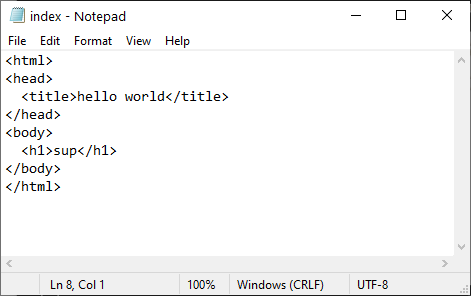 index - Notepad
File Edit Format View Help
<html>
<head>
  <title>hello world</title>
</head>
<body>
  <h1>sup</h1>
</body>
</html>
Ln 8, Col 1 100% Windows (CRLF) UTF-8